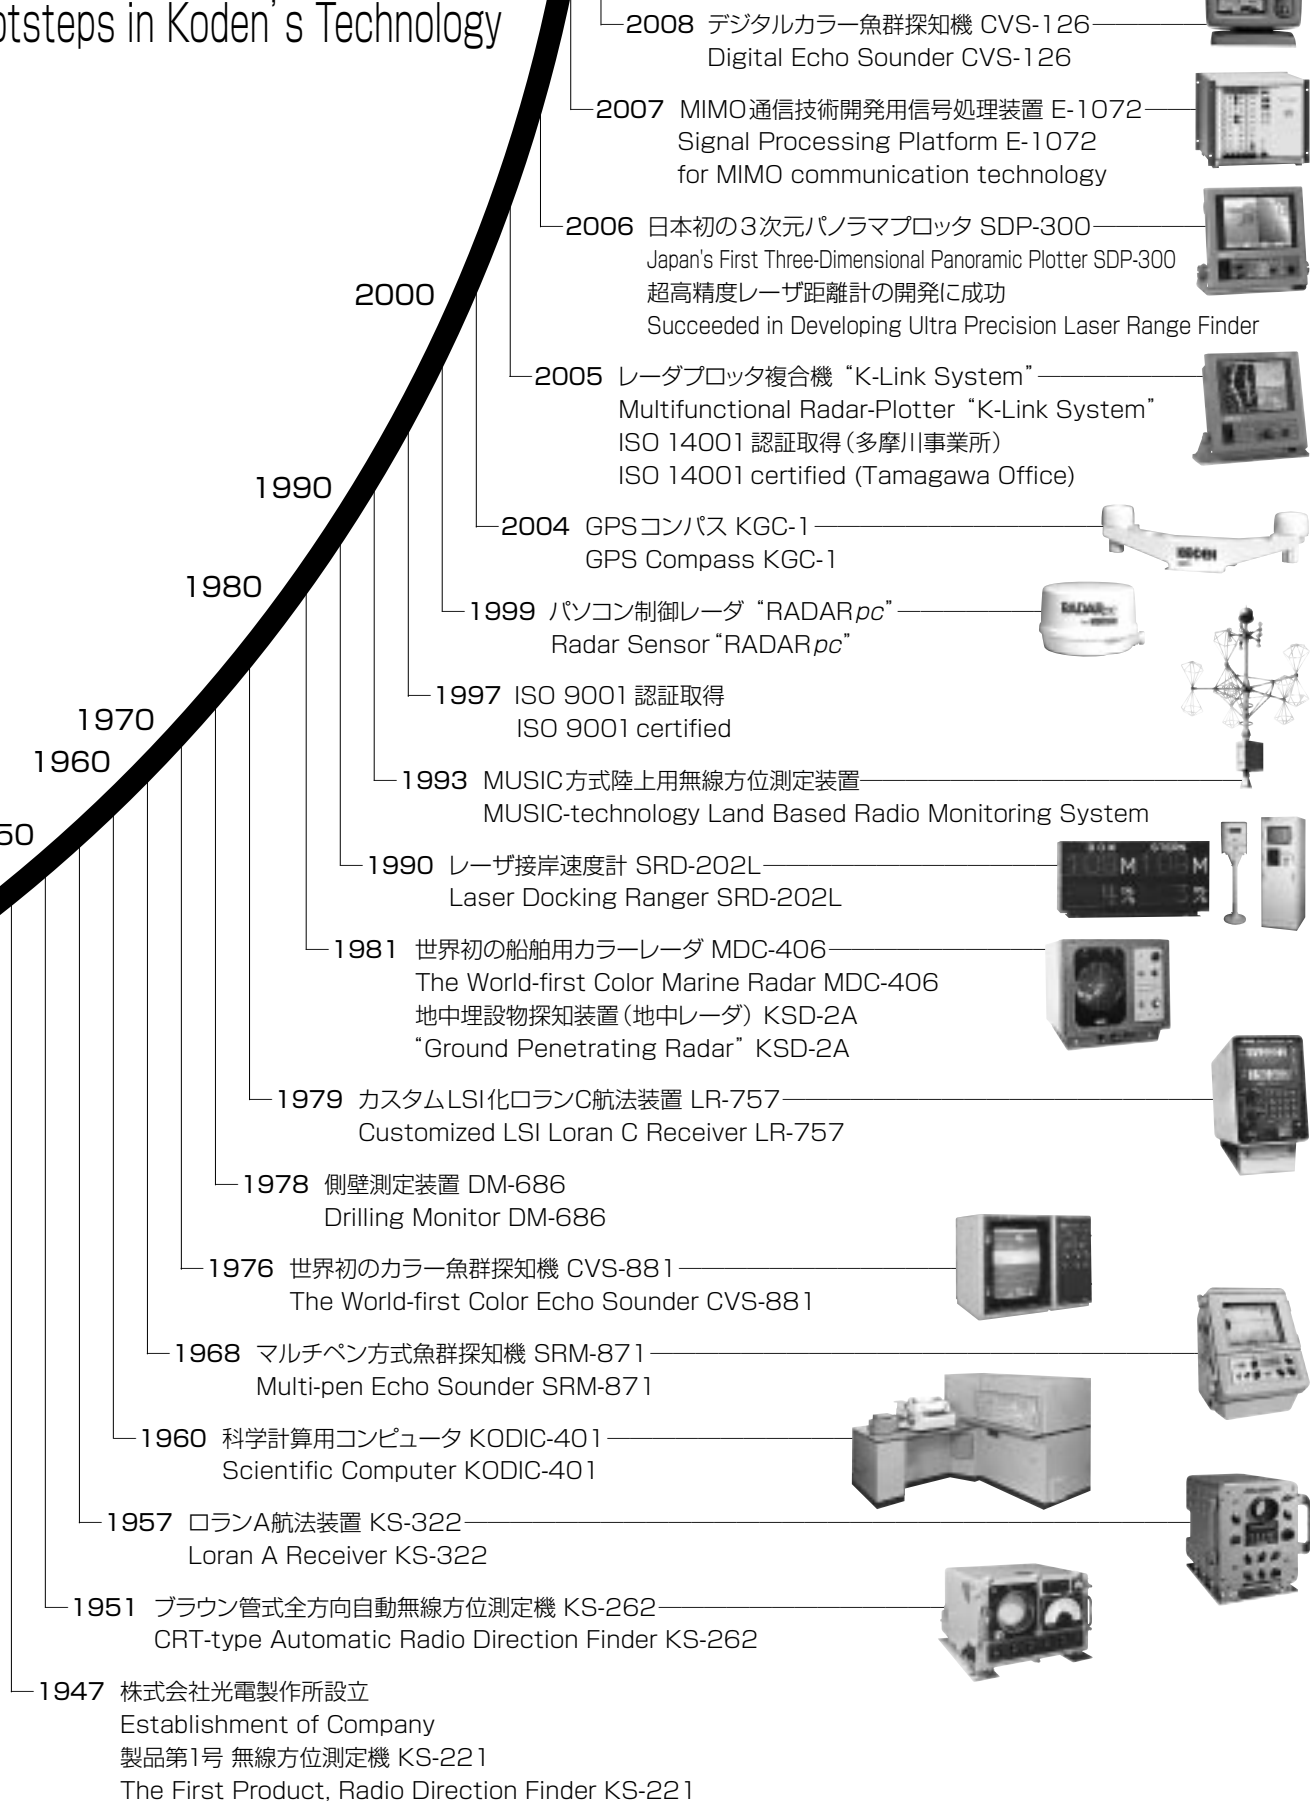 otsteps in Koden's Technology
2008 デジタルカラー魚群探知機 CVS-126
Digital Echo Sounder CVS-126
2007 MIMO通信技術開発用信号処理装置 E-1072
Signal Processing Platform E-1072
for MIMO communication technology
2006 日本初の3次元パノラマプロッタ SDP-300
Japan's First Three-Dimensional Panoramic Plotter SDP-300
超高精度レーザ距離計の開発に成功
Succeeded in Developing Ultra Precision Laser Range Finder
2000
2005 レーダプロッタ複合機 “K-Link System”
Multifunctional Radar-Plotter “K-Link System”
ISO 14001認証取得(多摩川事業所)
ISO 14001 certified (Tamagawa Office)
1990
2004 GPSコンパス KGC-1
GPS Compass KGC-1
KODEN
1980
1999 パソコン制御レーダ “RADARpc”
Radar Sensor “RADARpc”
RADARpc
1997 ISO 9001認証取得
ISO 9001 certified
1970
1960
1993 MUSIC方式陸上用無線方位測定装置
MUSIC-technology Land Based Radio Monitoring System
50
1990 レーザ接岸速度計 SRD-202L
Laser Docking Ranger SRD-202L
BOW STERN
M M
1981 世界初の船舶用カラーレーダ MDC-406
The World-first Color Marine Radar MDC-406
地中埋設物探知装置(地中レーダ) KSD-2A
“Ground Penetrating Radar” KSD-2A
1979 カスタムLSI化ロランC航法装置 LR-757
Customized LSI Loran C Receiver LR-757
1978 側壁測定装置 DM-686
Drilling Monitor DM-686
1976 世界初のカラー魚群探知機 CVS-881
The World-first Color Echo Sounder CVS-881
1968 マルチペン方式魚群探知機 SRM-871
Multi-pen Echo Sounder SRM-871
1960 科学計算用コンピュータ KODIC-401
Scientific Computer KODIC-401
1957 ロランA航法装置 KS-322
Loran A Receiver KS-322
1951 ブラウン管式全方向自動無線方位測定機 KS-262
CRT-type Automatic Radio Direction Finder KS-262
1947 株式会社光電製作所設立
Establishment of Company
製品第1号 無線方位測定機 KS-221
The First Product, Radio Direction Finder KS-221